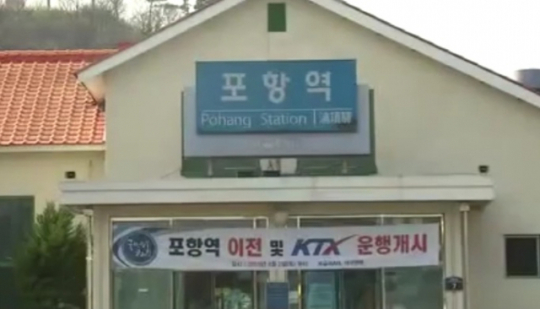 포항역
Pohang Station
포항역 이전 및 KTX 운행개시